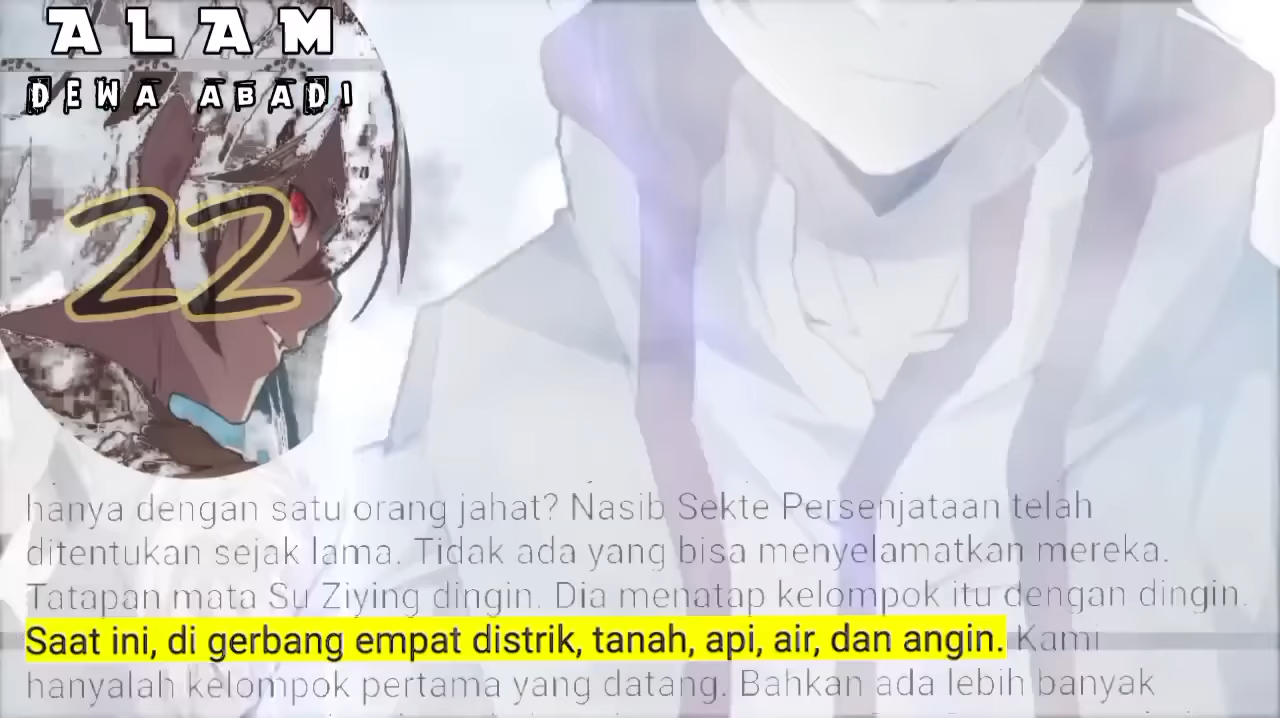 ALAM
DEWA ABADI
22
hanya dengan satu orang jahat? Nasib Sekte Persenjataan telah
ditentukan sejak lama. Tidak ada yang bisa menyelamatkan mereka.
Tatapan mata Su Ziying dingin. Dia menatap kelompok itu dengan dingin.
Saat ini, di gerbang empat distrik, tanah, api, air, dan angin. Kami
hanyalah kelompok pertama yang datang. Bahkan ada lebih banyak